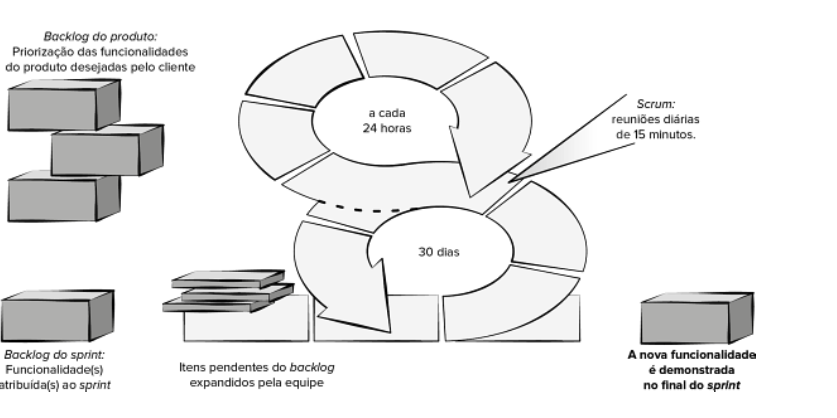 Backlog do produto:
Priorização das funcionalidades
do produto desejadas pelo cliente
a cada
24 horas
Scrum:
reuniões diárias
de 15 minutos.
30 dias
Backlog do sprint:
Funcionalidade(s)
atribuída(s) ao sprint
Itens pendentes do backlog
expandidos pela equipe
A nova funcionalidade
é demonstrada
no final do sprint